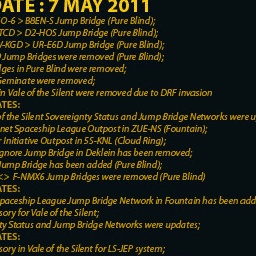 DATE : 7 MAY 2011
O-6 > B8EN-S Jump Bridge (Pure Blind);
TCD > D2-HOS Jump Bridge (Pure Blind);
-KGD > UR-E6D Jump Bridge (Pure Blind);
Jump Bridges were removed (Pure Blind);
dges in Pure Blind were removed;
Geminate were removed;
in Vale of the Silent were removed due to DRF invasion
ATES:
of the Silent Sovereignty Status and Jump Bridge Networks were u
net Spaceship League Outpost in ZUE-NS (Fountain);
r Initiative Outpost in 5S-KNL (Cloud Ring);
gnore Jump Bridge in Deklein has been removed;
Jump Bridge has been added (Pure Blind);
<> F-NMX6 Jump Bridges were removed (Pure Blind)
ATES:
paceship League Jump Bridge Network in Fountain has been add
sory for Vale of the Silent;
ty Status and Jump Bridge Networks were updates;
ATES:
sory in Vale of the Silent for LS-JEP system;